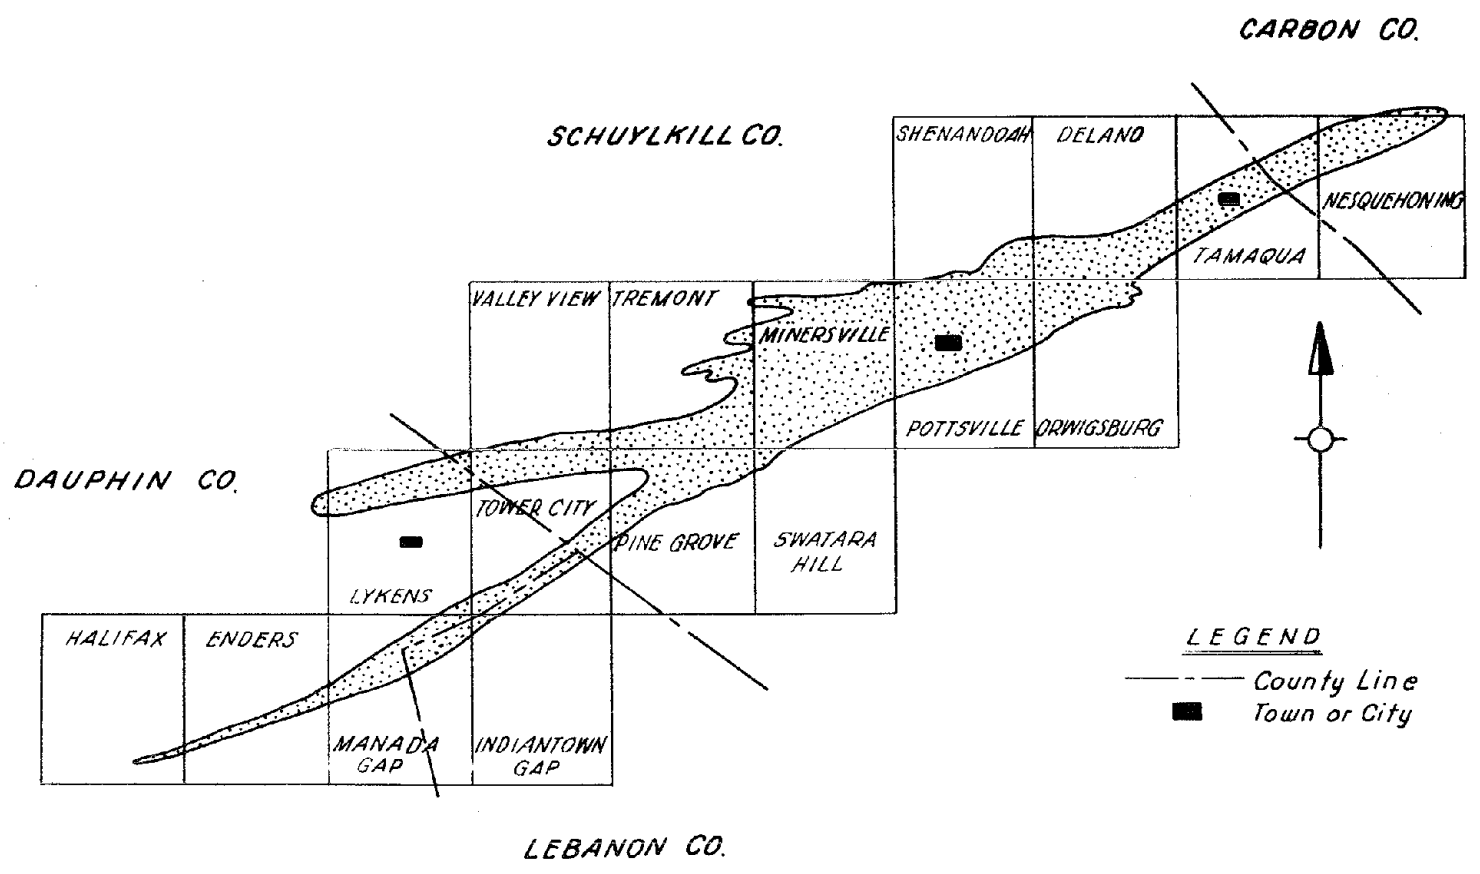 CARBON CO.
SCHUYLKILL CO.
SHENANDOAH
DELANO
NESQUEHONING
TAMAQUA
VALLEY VIEW
TREMONT
MINERSVILLE
POTTSVILLE
ORWIGSBURG
DAUPHIN CO.
TOWER CITY
PINE GROVE
SWATARA
HILL
LYKENS
HALIFAX
ENDERS
LEGEND
County Line
Town or City
MANADA
GAP
INDIANTOWN
GAP
LEBANON CO.